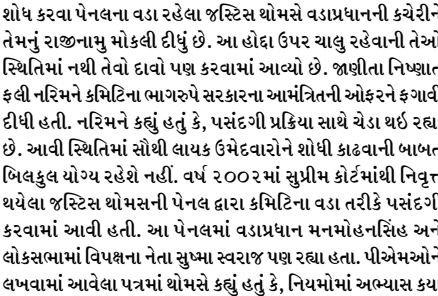 શોધ કરવા પેનલના વડા રહેલા જસ્ટિસ થોમસે વડાપ્રધાનની કચેરીને
તેમનું રાજીનામુ મોકલી દીધું છે. આ હોદ્દા ઉપર ચાલુ રહેવાની તેઓ
સ્થિતિમાં નથી તેવો દાવો પણ કરવામાં આવ્યો છે. જાણીતા નિષ્ણાત
ફલી નરિમને કમિટિના ભાગરુપે સરકારના આમંત્રિતની ઓફરને ફગાવી
દીધી હતી. નરિમને કહ્યું હતું કે, પસંદગી પ્રક્રિયા સાથે ચેડા થઈ રહ્યા
છે. આવી સ્થિતિમાં સૌથી લાયક ઉમેદવારોને શોધી કાઢવાની બાબત
બિલકુલ યોગ્ય રહેશે નહીં. વર્ષ ૨૦૦૨માં સુપ્રીમ કોર્ટમાંથી નિવૃત્ત
થયેલા જસ્ટિસ થોમસની પેનલ દ્વારા કમિટિના વડા તરીકે પસંદગી
કરવામાં આવી હતી. આ પેનલમાં વડાપ્રધાન મનમોહનસિંહ અને
લોકસભામાં વિપક્ષના નેતા સુષ્મા સ્વરાજ પણ રહ્યા હતા. પીએમઓને
લખવામાં આવેલા પત્રમાં થોમસે કહ્યું હતું કે, નિયમોમાં અભ્યાસ કર્યા